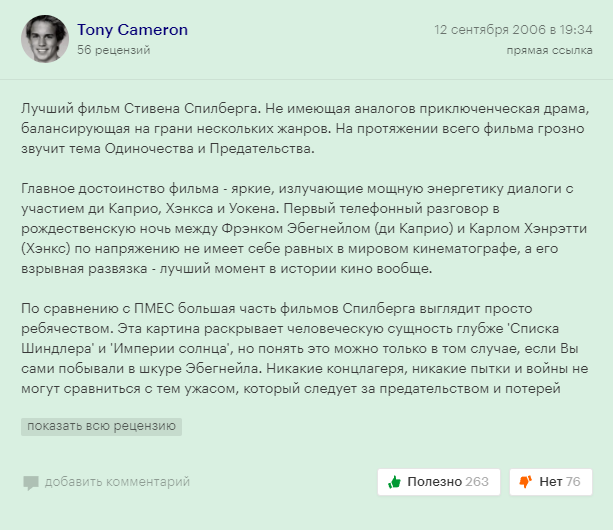 Tony Cameron
56 рецензий
12 сентября 2006 в 19:34
прямая ссылка
Лучший фильм Стивена Спилберга. Не имеющая аналогов приключенческая драма,
балансирующая на грани нескольких жанров. На протяжении всего фильма грозно
звучит тема Одиночества и Предательства.
Главное достоинство фильма - яркие, излучающие мощную энергетику диалоги с
участием ди Каприо, Хэнкса и Уокена. Первый телефонный разговор в
рождественскую ночь между Фрэнком Эбегнейлом (ди Каприо) и Карлом Хэнрэтти
(Хэнкс) по напряжению не имеет себе равных в мировом кинематографе, а его
взрывная развязка - лучший момент в истории кино вообще.
По сравнению с ПМЕС большая часть фильмов Спилберга выглядит просто
ребячеством. Эта картина раскрывает человеческую сущность глубже 'Списка
Шиндлера' и 'Империи солнца', но понять это можно только в том случае, если Вы
сами побывали в шкуре Эбегнейла. Никакие концлагеря, никакие пытки и войны не
могут сравниться с тем ужасом, который следует за предательством и потерей
показать всю рецензию
добавить комментарий
Полезно 263
Нет 76